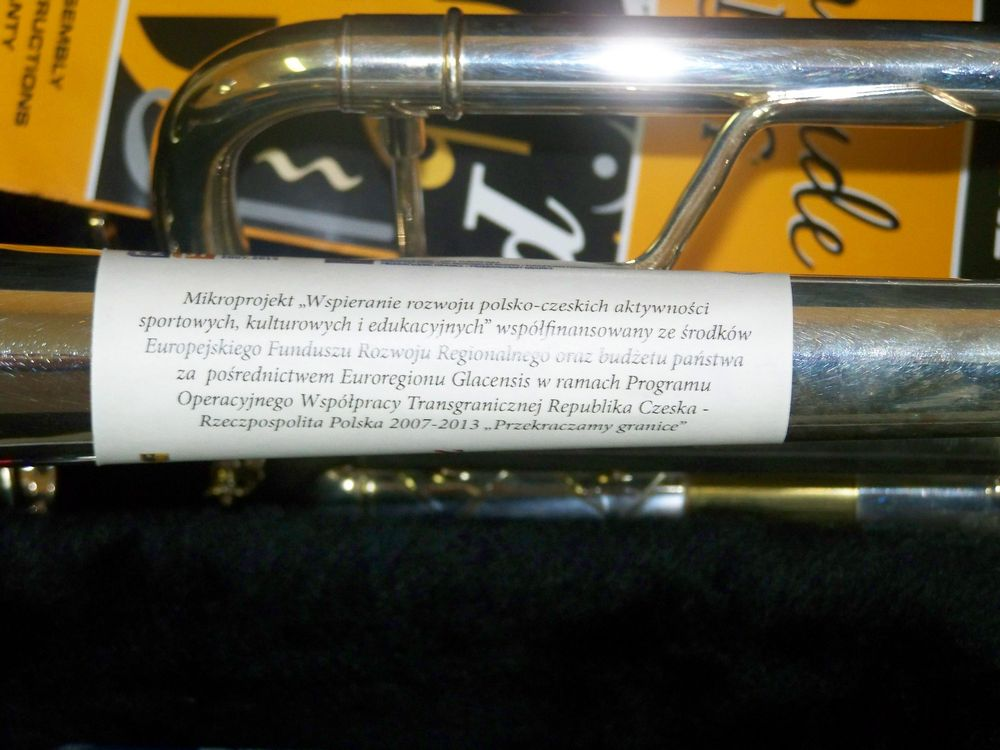 SEMBLY
RUCTIONS
NTY
Mikroprojekt „Wspieranie rozwoju polsko-czeskich aktywności
sportowych, kulturowych i edukacyjnych” współfinansowany ze środków
Europejskiego Funduszu Rozwoju Regionalnego oraz budżetu państwa
za pośrednictwem Euroregionu Glacensis w ramach Programu
Operacyjnego Współpracy Transgranicznej Republika Czeska -
Rzeczpospolita Polska 2007-2013 „Przekraczamy granice”